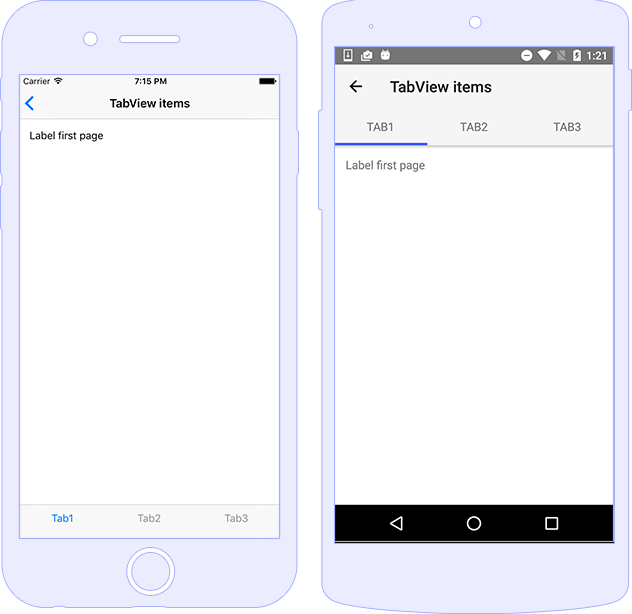 Carrier 7:15 PM
TabView items
Label first page
Tab1 Tab2 Tab3
1:21
TabView items
TAB1 TAB2 TAB3
Label first page